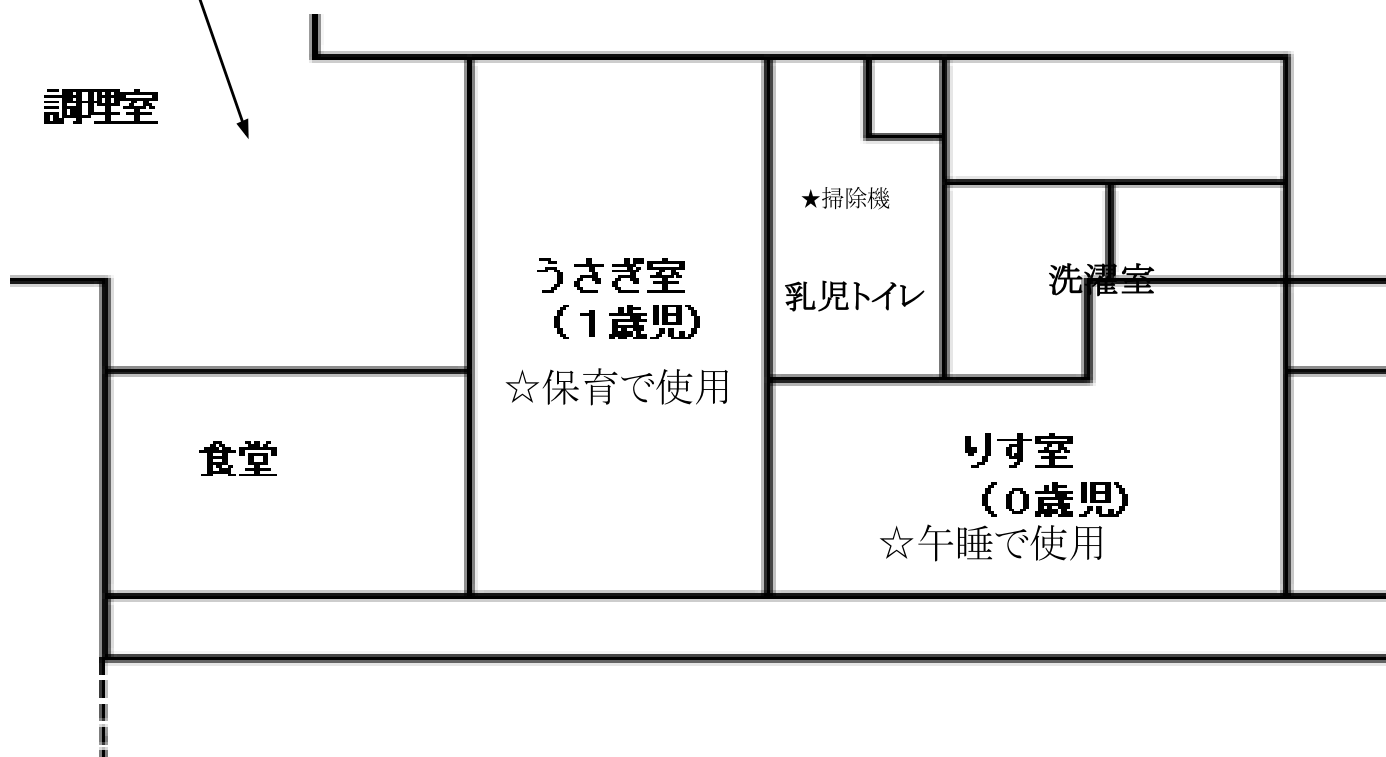 調理室
★掃除機
うさぎ室
（１歳児）
洗濯室
乳児トイレ
☆保育で使用
食堂
りす室
（０歳児）
☆午睡で使用